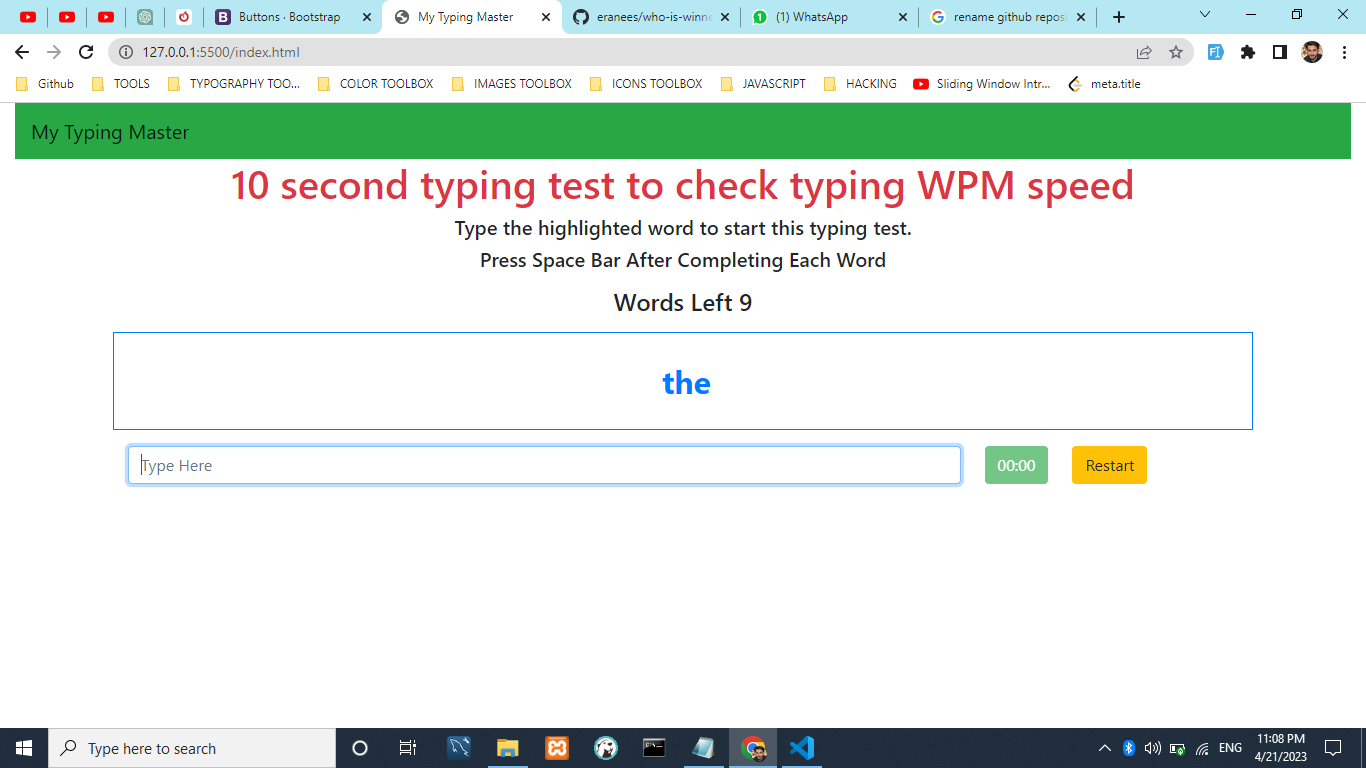 Buttons · Bootstrap
My Typing Master
eranees/who-is-winne
(1) WhatsApp
rename github reposi
127.0.0.1:5500/index.html
Github
TOOLS
TYPOGRAPHY TOO...
COLOR TOOLBOX
IMAGES TOOLBOX
ICONS TOOLBOX
JAVASCRIPT
HACKING
Sliding Window Intr...
meta.title
My Typing Master
10 second typing test to check typing WPM speed
Type the highlighted word to start this typing test.
Press Space Bar After Completing Each Word
Words Left 9
the
Type Here
00:00
Restart
Type here to search
ENG
11:08 PM
4/21/2023